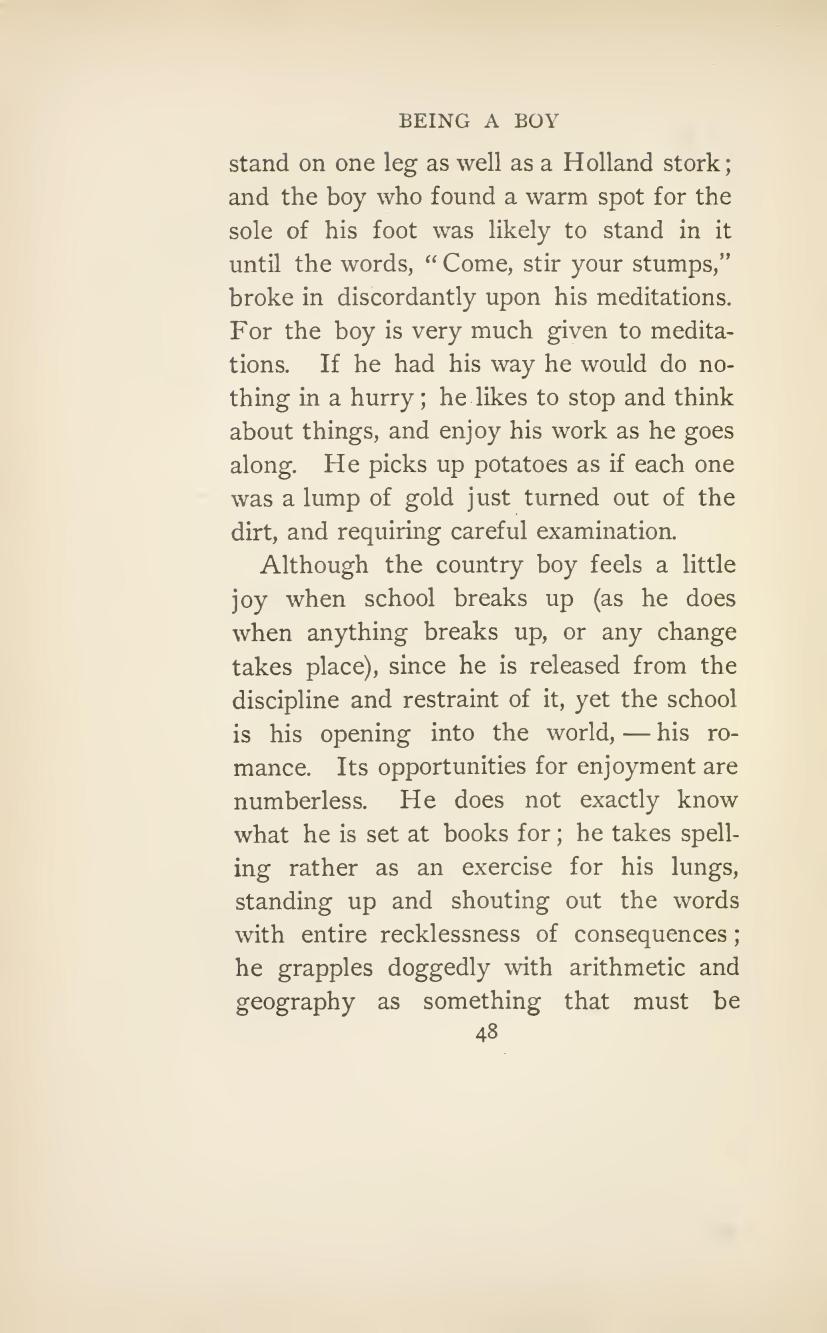 BEING A BOY
stand on one leg as well as a Holland stork;
and the boy who found a warm spot for the
sole of his foot was likely to stand in it
until the words, “Come, stir your stumps,”
broke in discordantly upon his meditations.
For the boy is very much given to medita-
tions. If he had his way he would do no-
thing in a hurry; he likes to stop and think
about things, and enjoy his work as he goes
along. He picks up potatoes as if each one
was a lump of gold just turned out of the
dirt, and requiring careful examination.
Although the country boy feels a little
joy when school breaks up (as he does
when anything breaks up, or any change
takes place), since he is released from the
discipline and restraint of it, yet the school
is his opening into the world, — his ro-
mance. Its opportunities for enjoyment are
numberless. He does not exactly know
what he is set at books for; he takes spell-
ing rather as an exercise for his lungs,
standing up and shouting out the words
with entire recklessness of consequences;
he grapples doggedly with arithmetic and
geography as something that must be
48